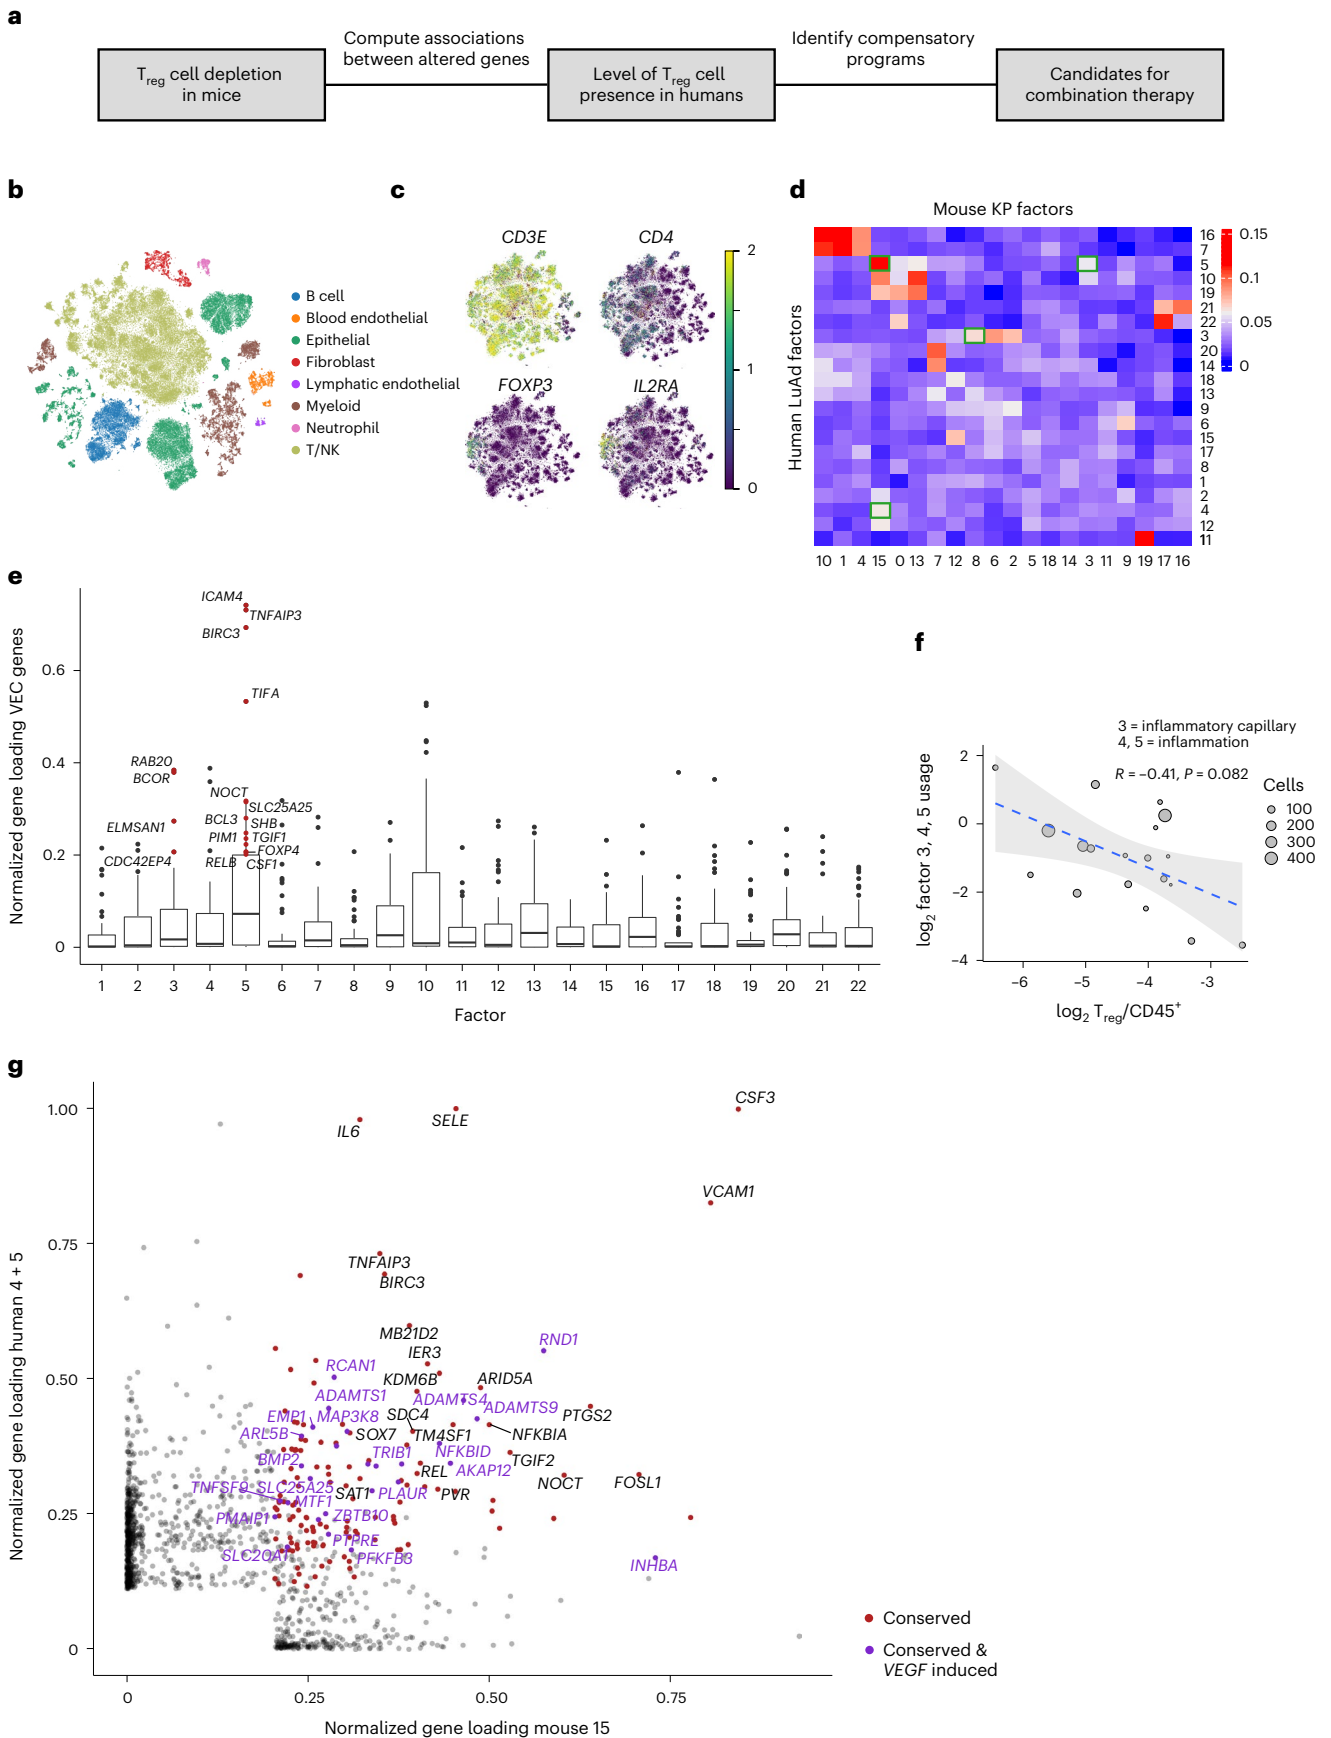 a
T reg cell depletion
in mice
Compute associations
between altered genes
Level of T reg cell
presence in humans
Identify compensatory
programs
Candidates for
combination therapy
b
B cell
Blood endothelial
Epithelial
Fibroblast
Lymphatic endothelial
Myeloid
Neutrophil
T/NK
c
CD3E
CD4
FOXP3
IL2RA
2
1
0
d
Mouse KP factors
Human LuAd factors
16
7
5
10
19
21
22
3
20
14
18
13
9
6
15
17
8
1
2
4
12
11
10 1 4 15 0 13 7 12 8 6 2 5 18 14 3 11 9 19 17 16
0.15
0.1
0.05
0
e
Normalized gene loading VEC genes
0.6
0.4
0.2
0
ICAM4
TNFAIP3
BIRC3
TIFA
RAB20
BCOR
ELMSAN1
CDC42EP4
NOCT
SLC25A25
BCL3
SHB
PIM1
TGIF1
FOXP4
RELB
CSF1
1 2 3 4 5 6 7 8 9 10 11 12 13 14 15 16 17 18 19 20 21 22
Factor
f
3 = inflammatory capillary
4, 5 = inflammation
R = −0.41, P = 0.082
log2 factor 3, 4, 5 usage
2
0
−2
−4
−6 −5 −4 −3
log2 Treg/CD45+
Cells
100
200
300
400
g
Normalized gene loading human 4 + 5
1.00
0.75
0.50
0.25
0
CSF3
SELE
IL6
VCAM1
TNFAIP3
BIRC3
MB21D2
RND1
IER3
RCAN1
KDM6B
ARID5A
ADAMTS1
ADAMTS4
ADAMTS9
PTGS2
EMP1
MAP3K8
SDC4
ARL5B
SOX7
TM4SF1
NFKBIA
NFKBID
BMP2
TRIB1
TGIF2
REL
AKAP12
NOCT
FOSL1
TNFSF9
SLC25A25
SAT1
PLAUR
PVR
MTF1
PMAIP1
ZBTB10
PTPRE
SLC20A1
PFKFB3
INHBA
0 0.25 0.50 0.75
Normalized gene loading mouse 15
Conserved
Conserved &
VEGF induced